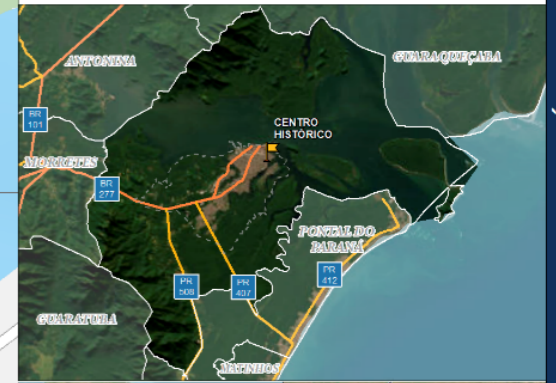 ANTONINA
GUARAQUEÇABA
BR
101
CENTRO
HISTÓRICO
MORRETES
BR
277
PONTAL DO
PARANÁ
PR
508
PR
407
PR
412
GUARATUBA
MATINHOS